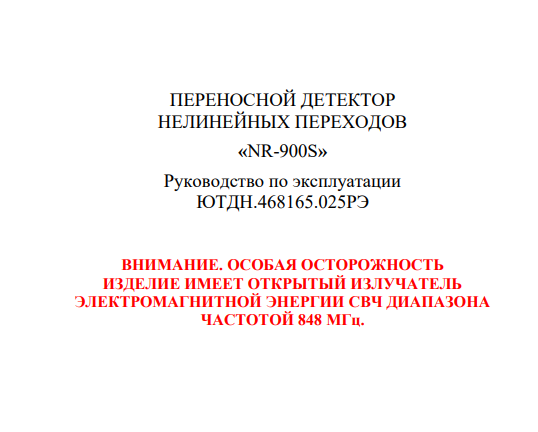 ПЕРЕНОСНОЙ ДЕТЕКТОР
НЕЛИНЕЙНЫХ ПЕРЕХОДОВ
«NR-900S»
Руководство по эксплуатации
ЮТДН.468165.025РЭ
ВНИМАНИЕ. ОСОБАЯ ОСТОРОЖНОСТЬ
ИЗДЕЛИЕ ИМЕЕТ ОТКРЫТЫЙ ИЗЛУЧАТЕЛЬ
ЭЛЕКТРОМАГНИТНОЙ ЭНЕРГИИ СВЧ ДИАПАЗОНА
ЧАСТОТОЙ 848 МГц.